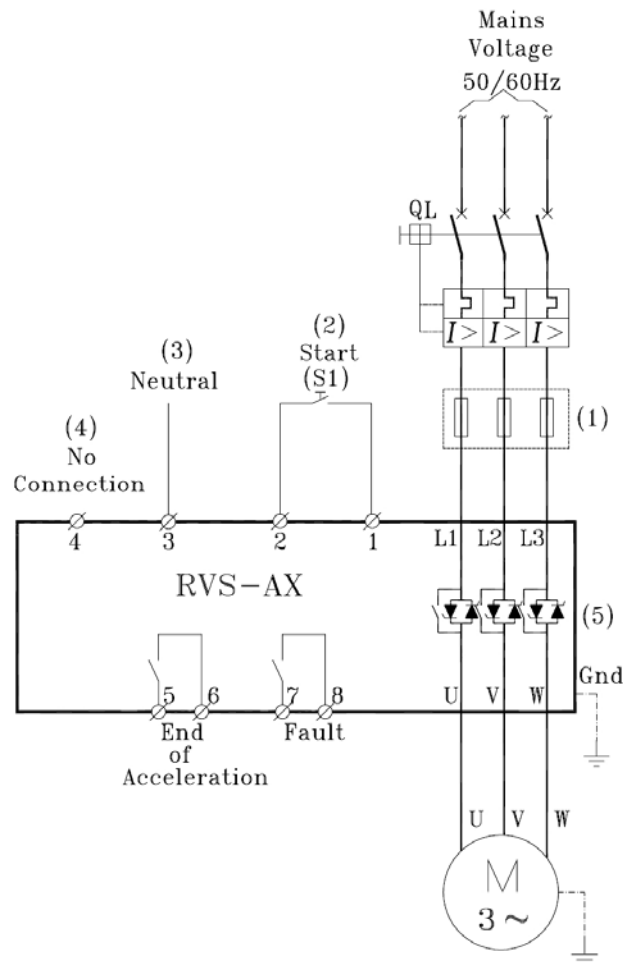 Mains
Voltage
50/60Hz
QL
I> I> I>
(1)
(2)
Start
(S1)
(3)
Neutral
(4)
No
Connection
4 3 2 1 L1 L2 L3
RVS-AX
(5)
5 6 7 8 U V W Gnd
End
of
Acceleration
Fault
U V W
M
3~